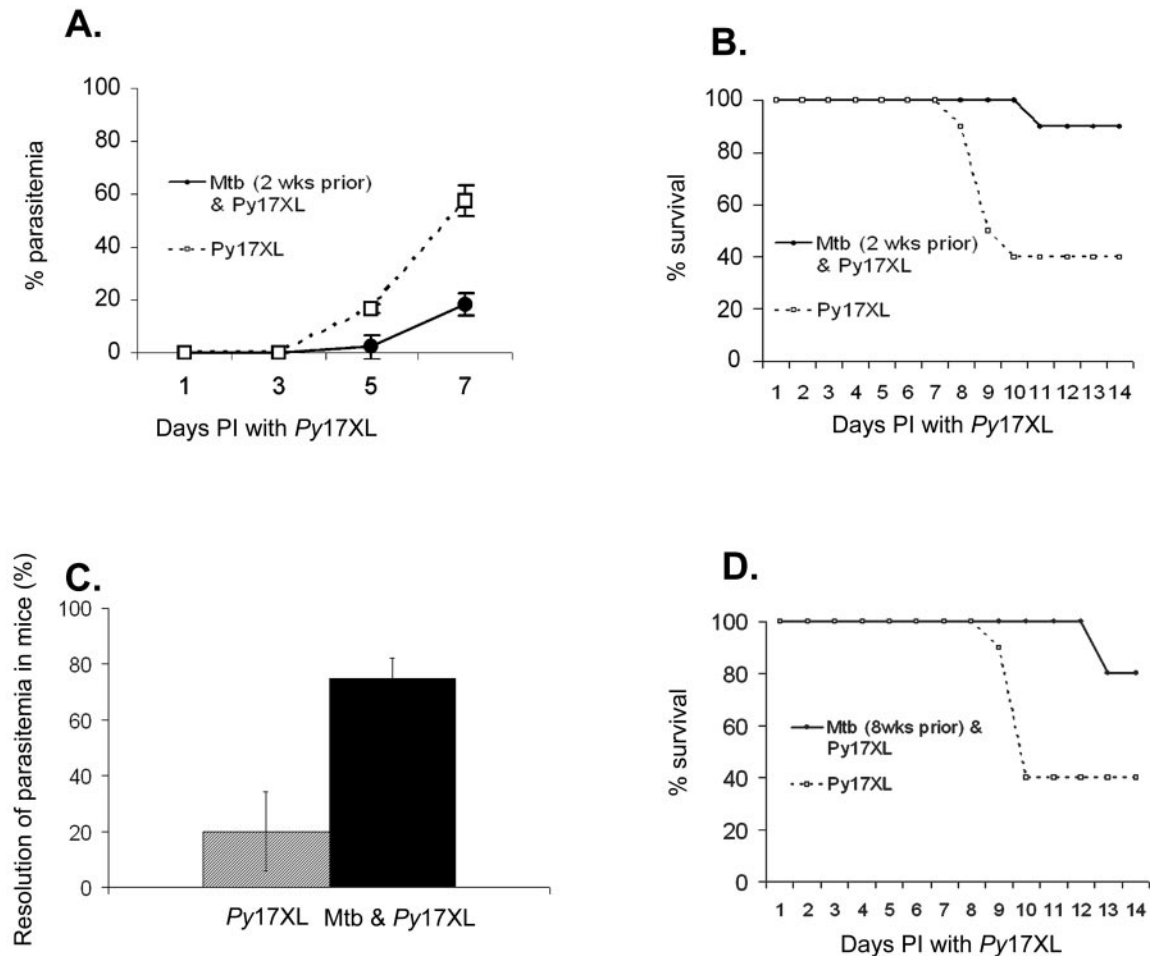 A.
100
80
60
40
20
0
% parasitemia
Mtb (2 wks prior)
& Py17XL
Py17XL
1 3 5 7
Days PI with Py17XL
B.
100
80
60
40
20
0
% survival
Mtb (2 wks prior)
& Py17XL
Py17XL
1 2 3 4 5 6 7 8 9 10 11 12 13 14
Days PI with Py17XL
C.
Resolution of parasitemia in mice (%)
100
80
60
40
20
0
Py17XL Mtb & Py17XL
D.
100
80
60
40
20
0
% survival
Mtb (8wks prior) &
Py17XL
Py17XL
1 2 3 4 5 6 7 8 9 10 11 12 13 14
Days PI with Py17XL